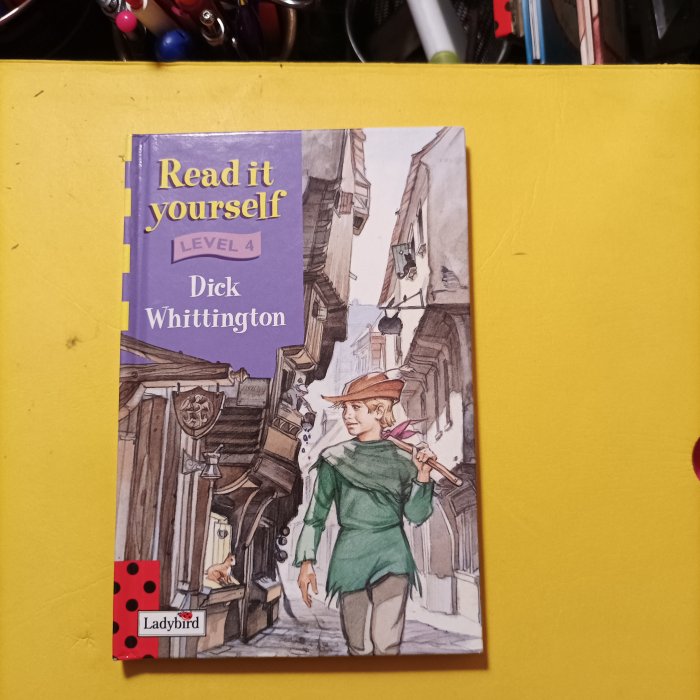 Read it
yourself
LEVEL 4
Dick
Whittington
Ladybird